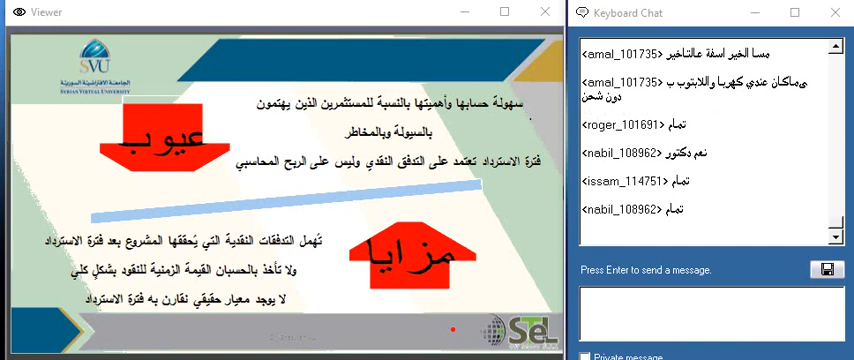 Viewer
SVU
الجامعة الافتراضية السورية
SYRIAN VIRTUAL UNIVERSITY
عيوب
سهولة حسابها وأهميتها بالنسبة للمستثمرين الذين يهتمون
بالسيولة وبالمخاطر
فترة الاسترداد تعتمد على التدفق النقدي وليس على الربح المحاسبي
.
مزايا
تُهمل التدفقات النقدية التي يُحققها المشروع بعد فترة الاسترداد
ولا تأخذ بالحسبان القيمة الزمنية للنقود بشكلٍ كلي
لا يوجد معيار حقيقي نقارن به فترة الاسترداد
SeTL
Keyboard Chat
<amal_101735> مسا الخير اسفة عالتاخير
<amal_101735> ماكان عندي كهربا واللابتوب ب
دون شحن
<roger_101691> تمام
<nabil_108962> نعم دكتور
<issam_114751> تمام
<nabil_108962> تمام
Press Enter to send a message.
Private message